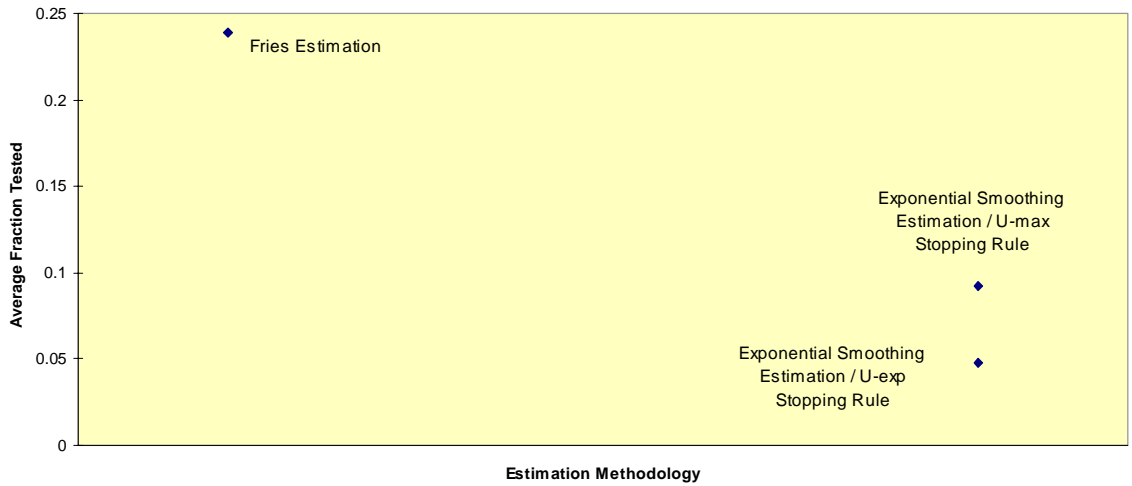 0.25
Fries Estimation
0.2
0.15
Exponential Smoothing
Estimation / U-max
Stopping Rule
0.1
Exponential Smoothing
Estimation / U-exp
Stopping Rule
0.05
0
Average Fraction Tested
Estimation Methodology